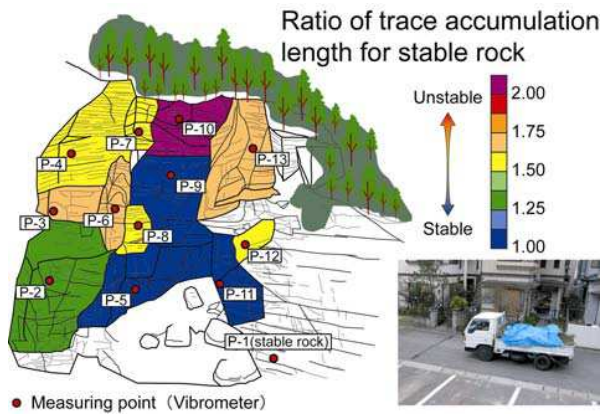 Ratio of trace accumulation
length for stable rock
Unstable
2.00
1.75
1.50
1.25
Stable
1.00
P-10
P-7
P-4
P-13
P-9
P-3
P-6
P-8
P-12
P-2
P-5
P-11
P-1(stable rock)
Measuring point（Vibrometer）